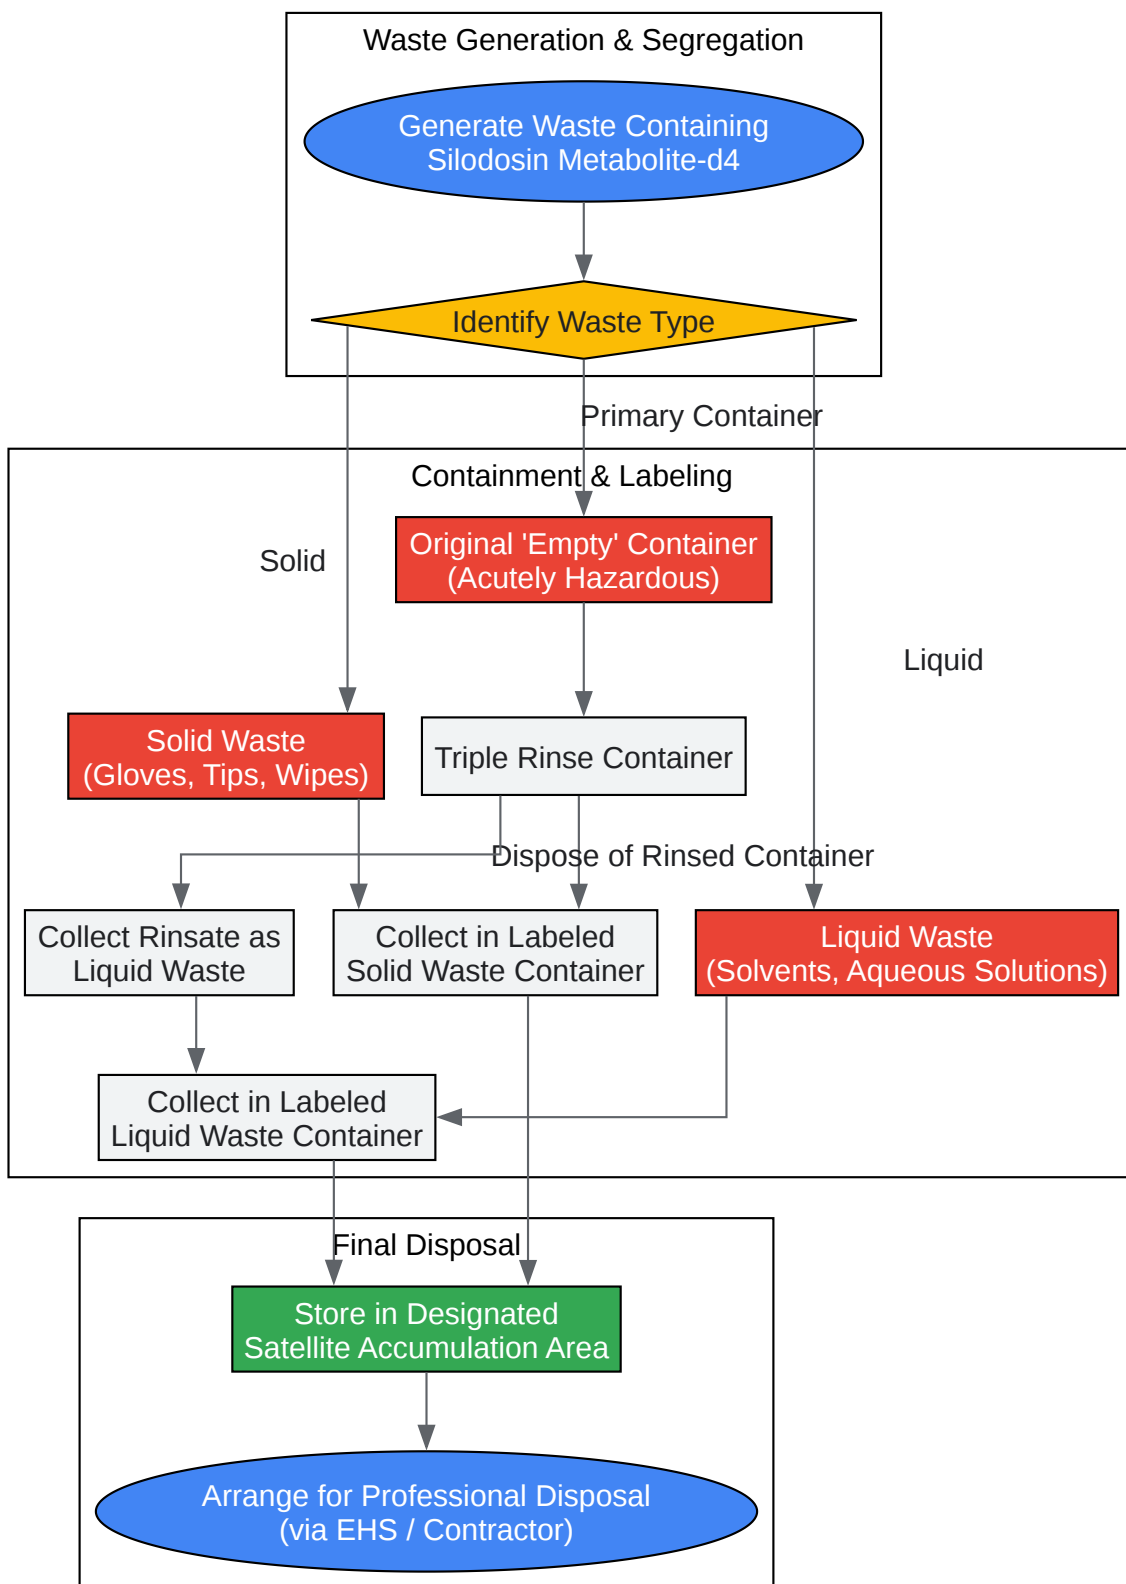 Waste Generation & Segregation
Generate Waste Containing
Silodosin Metabolite-d4
Identify Waste Type
Primary Container
Containment & Labeling
Original 'Empty' Container
(Acutely Hazardous)
Solid
Liquid
Solid Waste
(Gloves, Tips, Wipes)
Triple Rinse Container
Dispose of Rinsed Container
Collect Rinsate as
Liquid Waste
Collect in Labeled
Solid Waste Container
Liquid Waste
(Solvents, Aqueous Solutions)
Collect in Labeled
Liquid Waste Container
Final Disposal
Store in Designated
Satellite Accumulation Area
Arrange for Professional Disposal
(via EHS / Contractor)